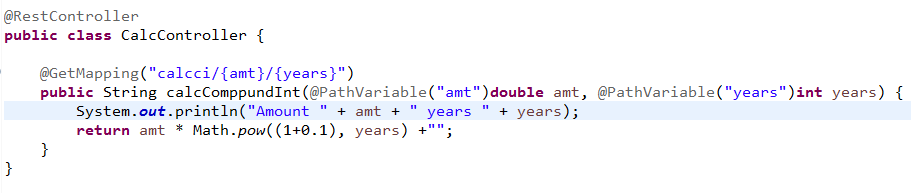 @RestController
public class CalcController {
@GetMapping("calcci/{amt}/{years}")
public String calcComppundInt(@PathVariable("amt")double amt, @PathVariable("years")int years) {
System.out.println("Amount " + amt + " years " + years);
return amt * Math.pow((1+0.1), years) +"";
}
}